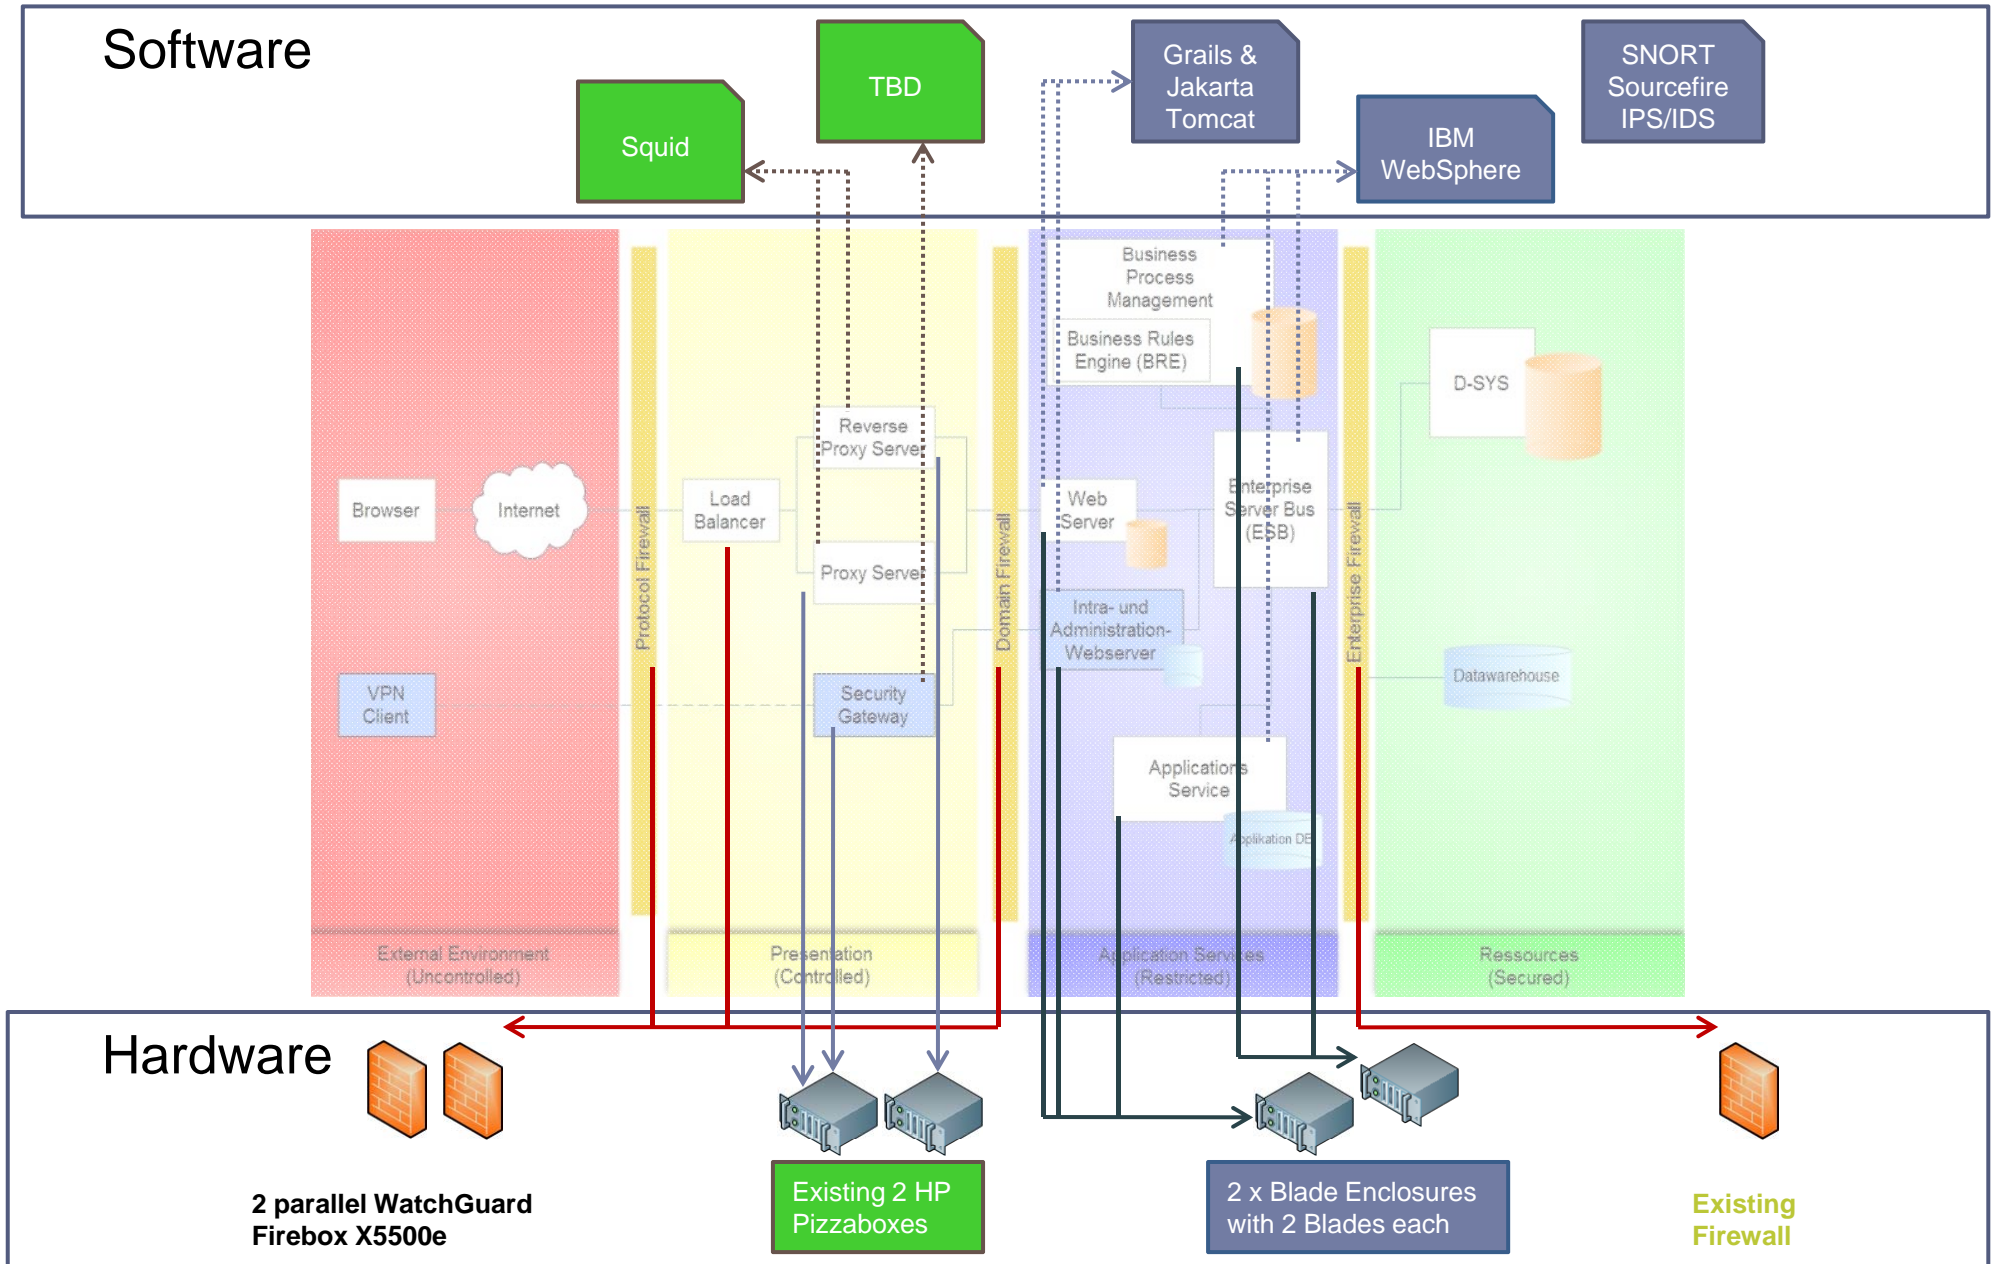 Software
Squid
TBD
Grails &
Jakarta
Tomcat
IBM
WebSphere
SNORT
Sourcefire
IPS/IDS
Browser
Internet
VPN
Client
External Environment
(Uncontrolled)
Protocol Firewall
Load
Balancer
Reverse
Proxy Server
Proxy Server
Security
Gateway
Presentation
(Controlled)
Domain Firewall
Business
Process
Management
Business Rules
Engine (BRE)
Web
Server
Enterprise
Server Bus
(ESB)
Intra- und
Administration-
Webserver
Applications
Service
Applikation DB
Application Services
(Restricted)
Enterprise Firewall
D-SYS
Datawarehouse
Ressources
(Secured)
Hardware
2 parallel WatchGuard
Firebox X5500e
Existing 2 HP
Pizzaboxes
2 x Blade Enclosures
with 2 Blades each
Existing
Firewall